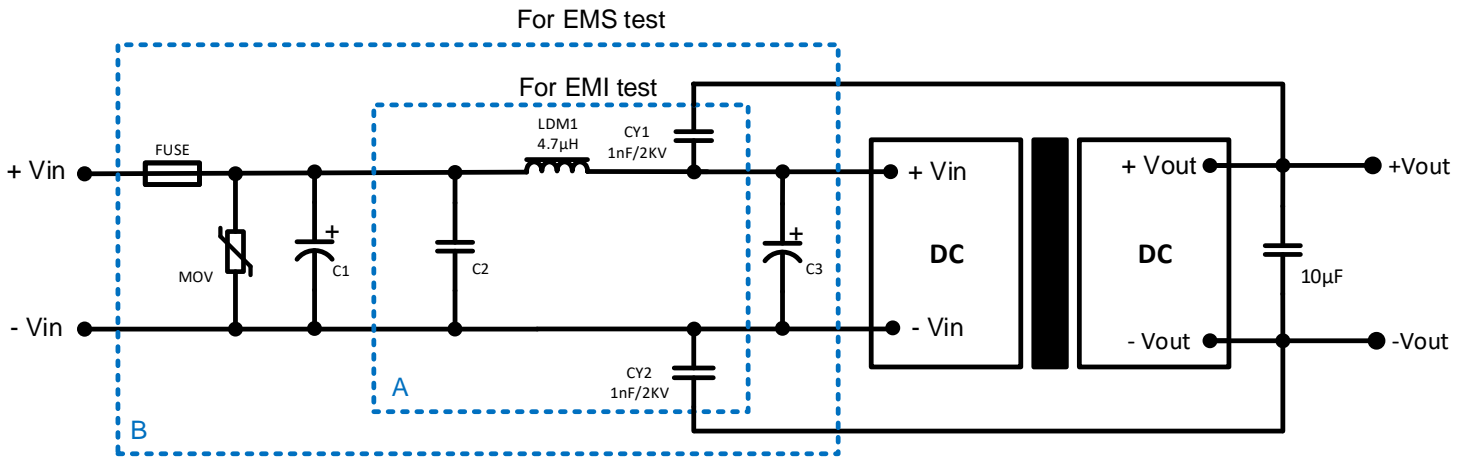 For EMS test
For EMI test
LDM1
4.7μH
CY1
1nF/2KV
FUSE
+ Vin
+ Vin
+ Vout
+Vout
MOV
+
C1
C2
+
C3
DC
DC
10μF
- Vin
- Vin
- Vout
-Vout
CY2
1nF/2KV
A
B